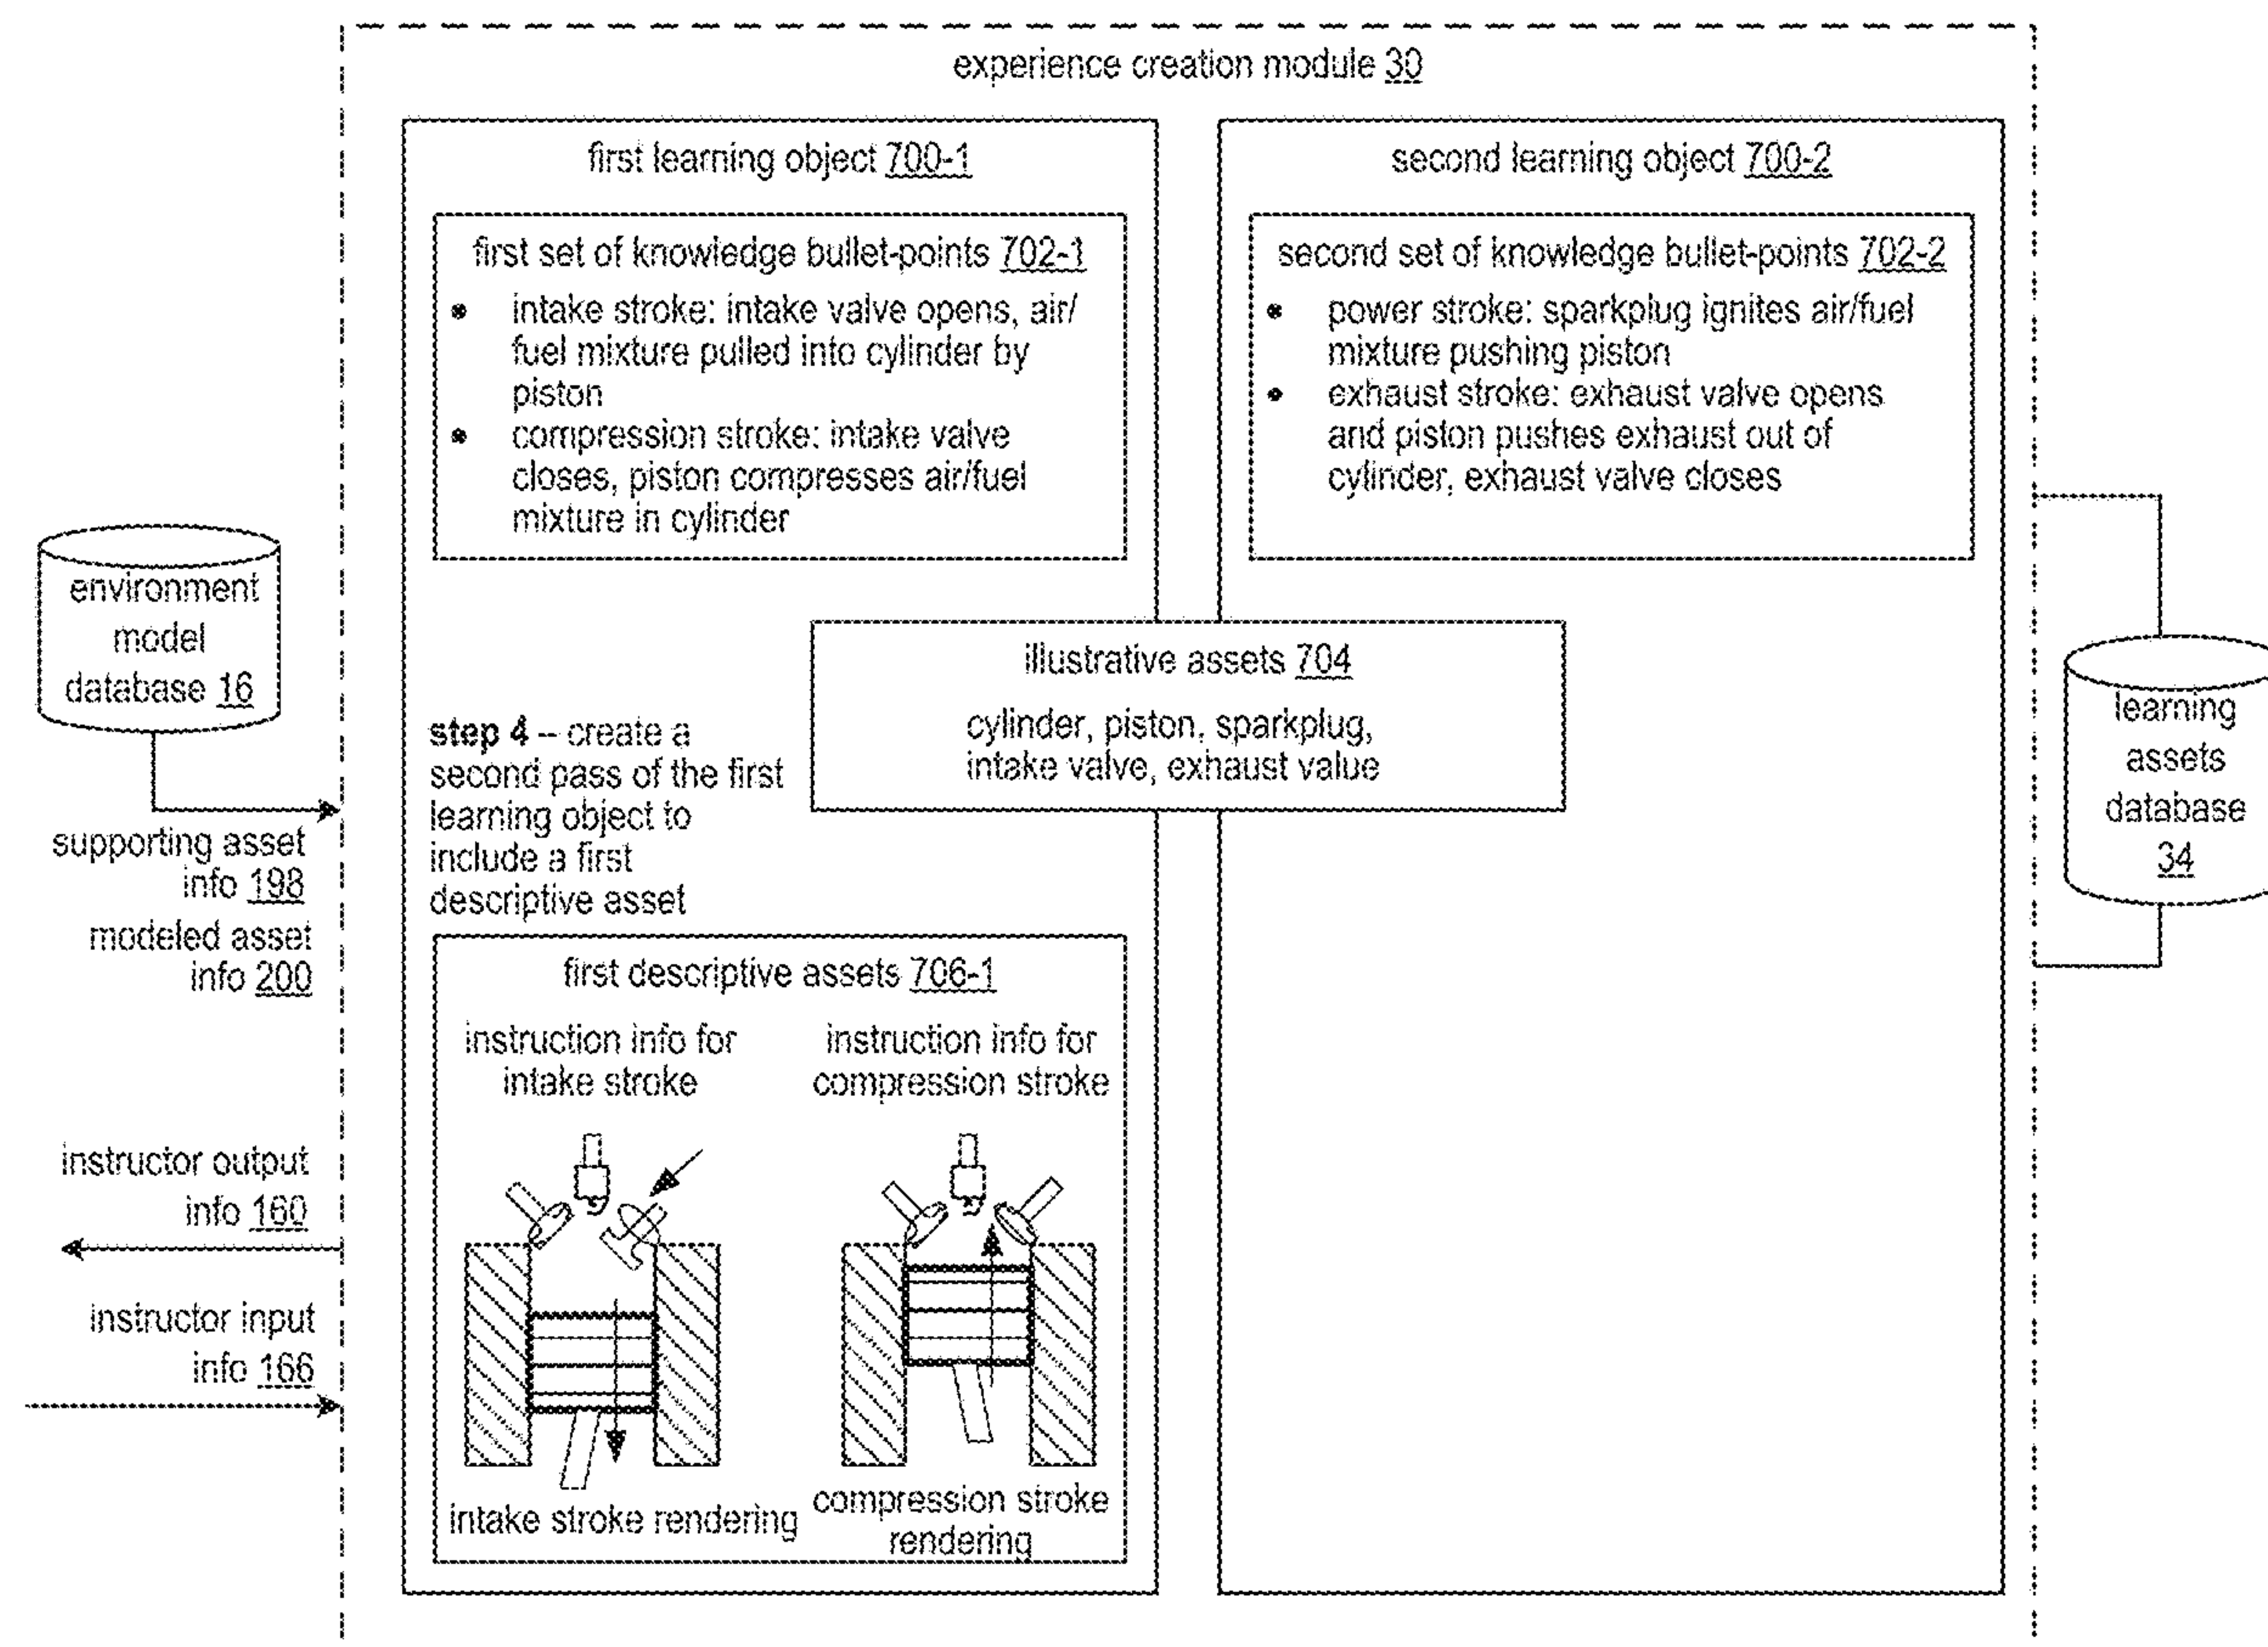 experience creation module 30
first learning object 700-1
first set of knowledge bullet-points 702-1
• intake stroke: intake valve opens, air/
fuel mixture pulled into cylinder by
piston
• compression stroke: intake valve
closes, piston compresses air/fuel
mixture in cylinder
second learning object 700-2
second set of knowledge bullet-points 702-2
• power stroke: sparkplug ignites air/fuel
mixture pushing piston
• exhaust stroke: exhaust valve opens
and piston pushes exhaust out of
cylinder, exhaust valve closes
environment
model
database 16
supporting asset
info 198
modeled asset
info 200
instructor output
info 160
instructor input
info 166
illustrative assets 704
cylinder, piston, sparkplug,
intake valve, exhaust value
step 4 – create a
second pass of the first
learning object to
include a first
descriptive asset
first descriptive assets 706-1
instruction info for
intake stroke
instruction info for
compression stroke
intake stroke rendering
compression stroke
rendering
learning
assets
database
34